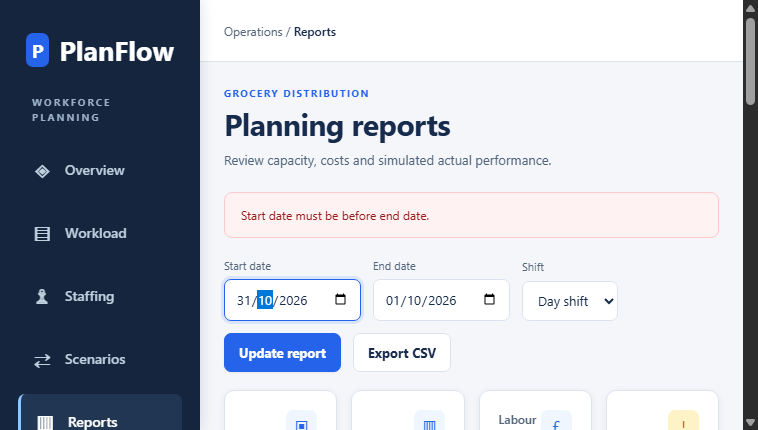 Operations / Reports
P PlanFlow
WORKFORCE
PLANNING
Overview
Workload
Staffing
Scenarios
Reports
GROCERY DISTRIBUTION
Planning reports
Review capacity, costs and simulated actual performance.
Start date must be before end date.
Start date End date Shift
31/10/2026 01/10/2026 Day shift
Update report Export CSV
Labour £ !